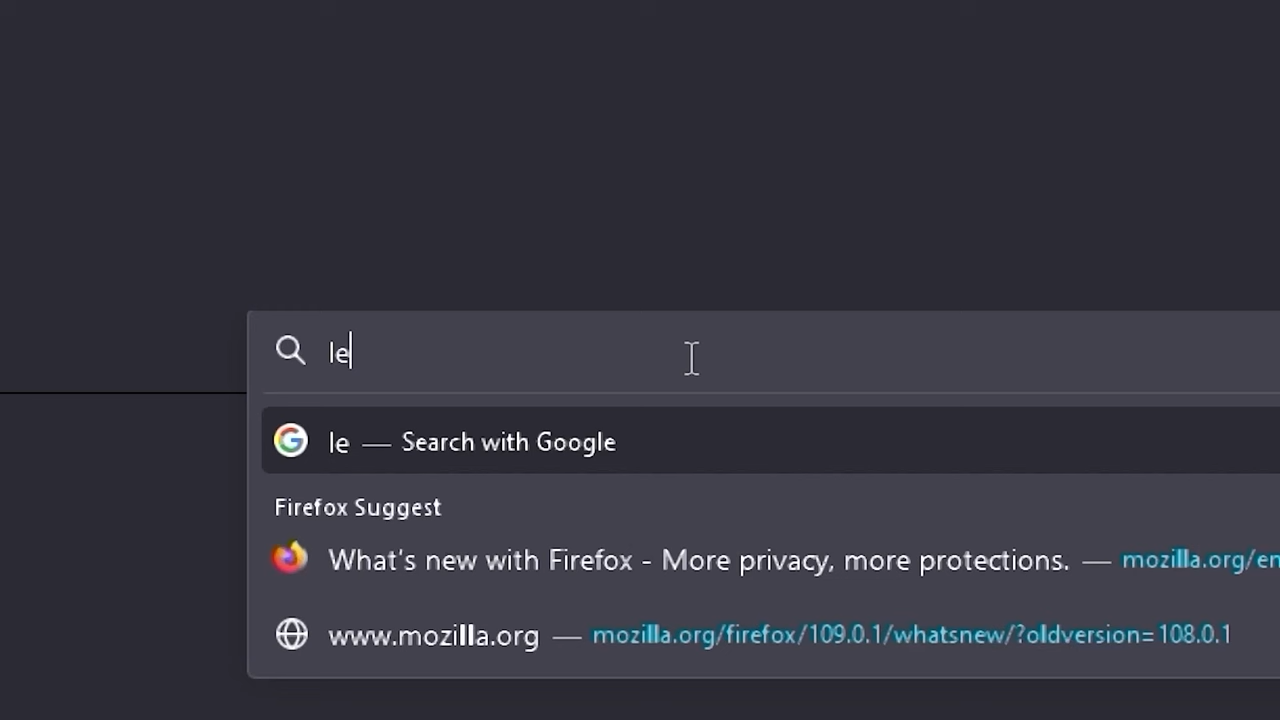 le
le — Search with Google
Firefox Suggest
What's new with Firefox - More privacy, more protections. — mozilla.org/en
www.mozilla.org — mozilla.org/firefox/109.0.1/whatsnew/?oldversion=108.0.1